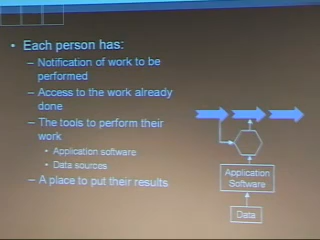 • Each person has:
– Notification of work to be
performed
– Access to the work already
done
– The tools to perform their
work
• Application software
• Data sources
– A place to put their results
Application
Software
Data